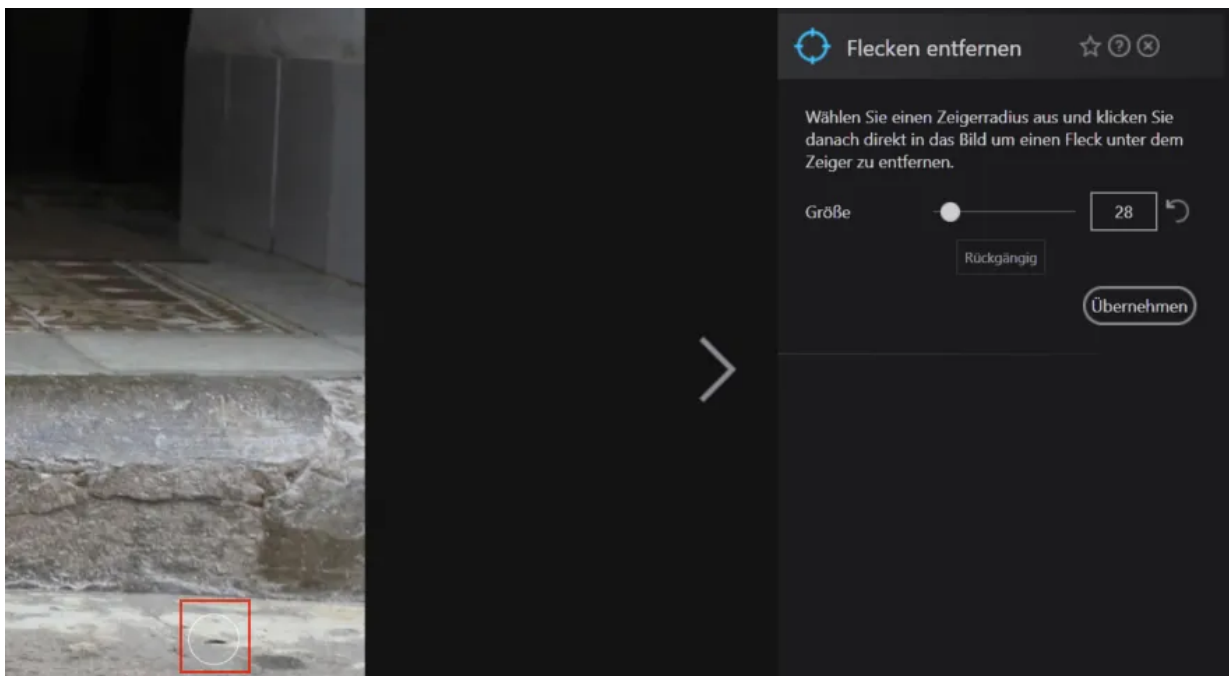 Flecken entfernen
Wählen Sie einen Zeigerradius aus und klicken Sie
danach direkt in das Bild um einen Fleck unter dem
Zeiger zu entfernen.
Größe 28
Rückgängig
Übernehmen